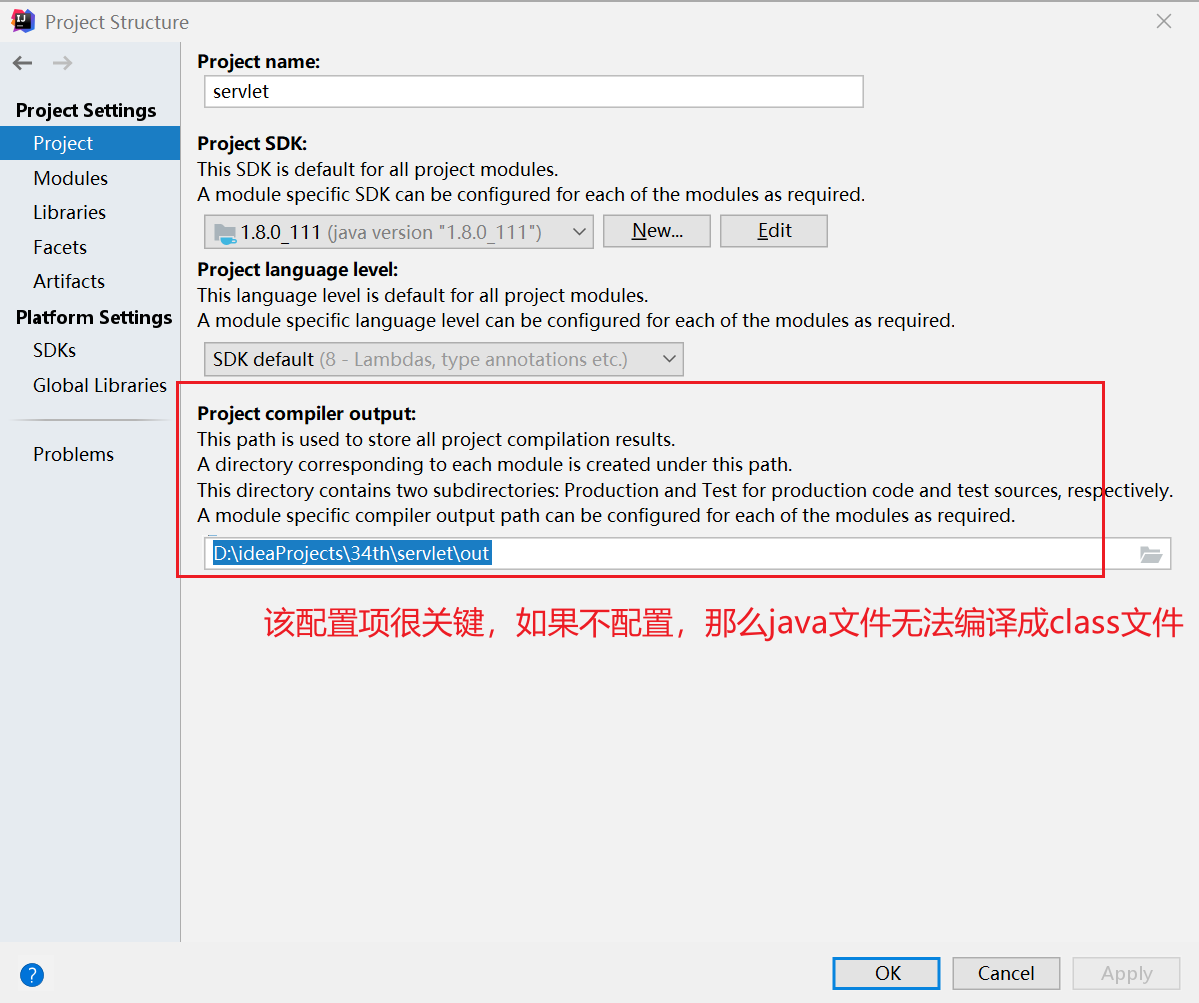 Project Structure
Project Settings
Project
Modules
Libraries
Facets
Artifacts
Platform Settings
SDKs
Global Libraries
Problems
Project name:
servlet
Project SDK:
This SDK is default for all project modules.
A module specific SDK can be configured for each of the modules as required.
1.8.0_111 (java version "1.8.0_111")
New...
Edit
Project language level:
This language level is default for all project modules.
A module specific language level can be configured for each of the modules as required.
SDK default (8 - Lambdas, type annotations etc.)
Project compiler output:
This path is used to store all project compilation results.
A directory corresponding to each module is created under this path.
This directory contains two subdirectories: Production and Test for production code and test sources, respectively.
A module specific compiler output path can be configured for each of the modules as required.
D:\ideaProjects\34th\servlet\out
该配置项很关键，如果不配置，那么java文件无法编译成class文件
?
OK
Cancel
Apply